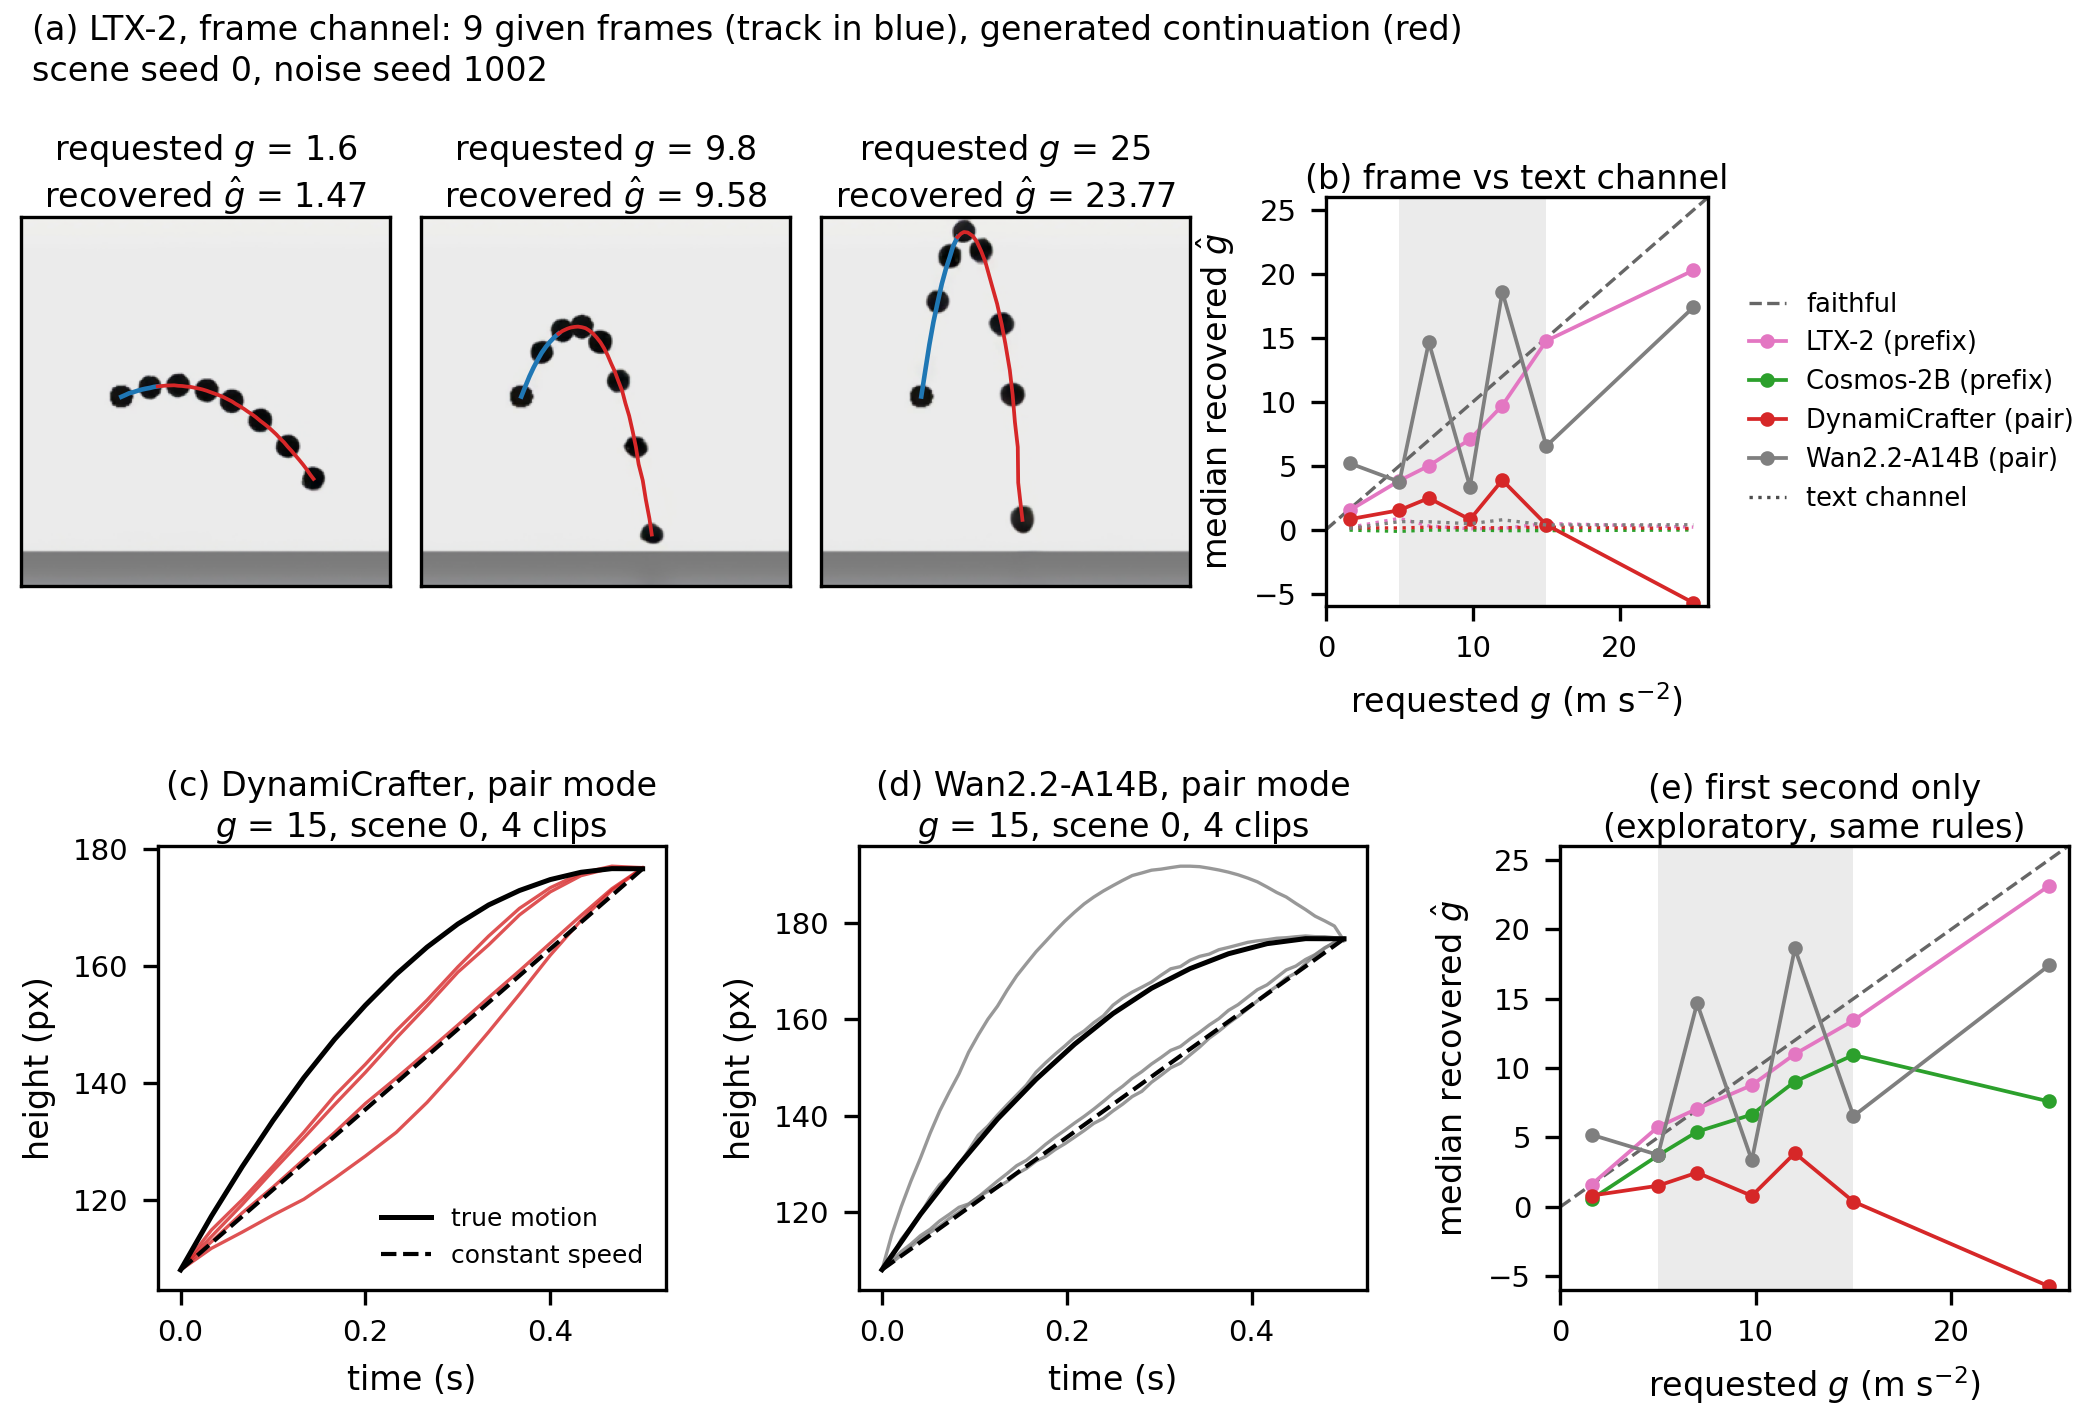 (a) LTX-2, frame channel: 9 given frames (track in blue), generated continuation (red)
scene seed 0, noise seed 1002
requested g = 1.6
recovered ĝ = 1.47
requested g = 9.8
recovered ĝ = 9.58
requested g = 25
recovered ĝ = 23.77
(b) frame vs text channel
median recovered ĝ
25
20
15
10
5
0
−5
0
10
20
requested g (m s⁻²)
faithful
LTX-2 (prefix)
Cosmos-2B (prefix)
DynamiCrafter (pair)
Wan2.2-A14B (pair)
text channel
(c) DynamiCrafter, pair mode
g = 15, scene 0, 4 clips
height (px)
180
160
140
120
true motion
constant speed
0.0
0.2
0.4
time (s)
(d) Wan2.2-A14B, pair mode
g = 15, scene 0, 4 clips
height (px)
180
160
140
120
0.0
0.2
0.4
time (s)
(e) first second only
(exploratory, same rules)
median recovered ĝ
25
20
15
10
5
0
−5
0
10
20
requested g (m s⁻²)